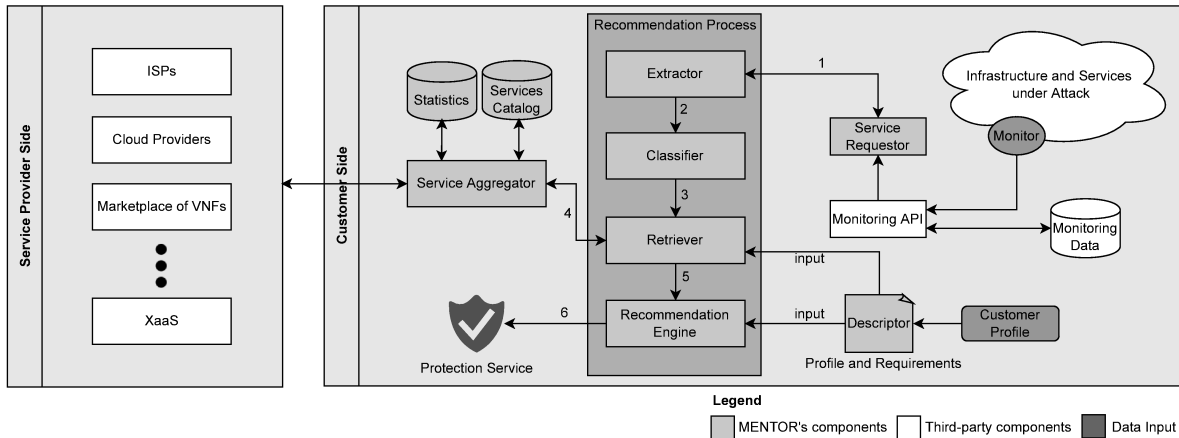 Service Provider Side
ISPs
Cloud Providers
Marketplace of VNFs
XaaS
Customer Side
Statistics
Services
Catalog
Service Aggregator
4
Recommendation Process
Extractor
2
Classifier
3
Retriever
5
Recommendation
Engine
6
Protection Service
1
Service
Requestor
Infrastructure and Services
under Attack
Monitor
Monitoring API
Monitoring
Data
input
input
Descriptor
Customer
Profile
Profile and Requirements
Legend
MENTOR's components
Third-party components
Data Input